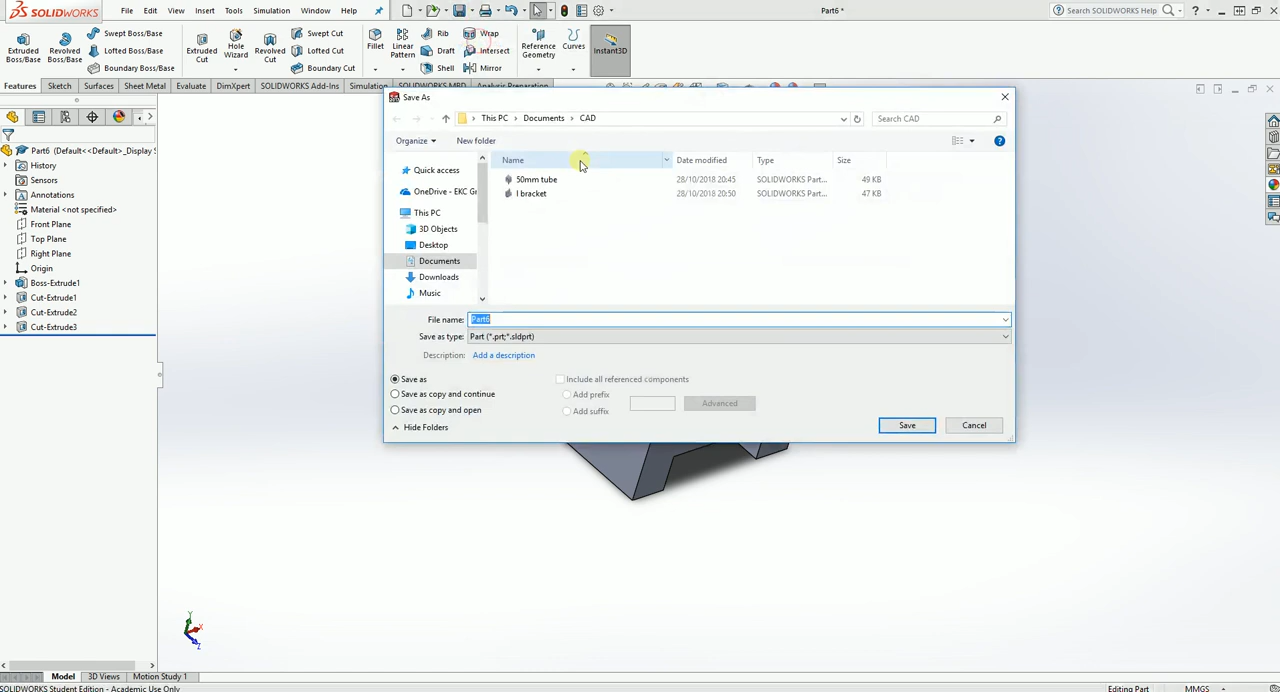 SOLIDWORKS
File Edit View Insert Tools Simulation Window Help
Part6 *
Search SOLIDWORKS Help
Extruded Boss/Base
Revolved Boss/Base
Swept Boss/Base
Lofted Boss/Base
Boundary Boss/Base
Extruded Cut
Hole Wizard
Revolved Cut
Swept Cut
Lofted Cut
Boundary Cut
Fillet
Linear Pattern
Rib
Draft
Shell
Wrap
Intersect
Mirror
Reference Geometry
Curves
Instant3D
Features Sketch Surfaces Sheet Metal Evaluate DimXpert SOLIDWORKS Add-Ins Simulation SOLIDWORKS MBD Analysis Preparation
Part6 (Default<<Default>_Display S
History
Sensors
Annotations
Material <not specified>
Front Plane
Top Plane
Right Plane
Origin
Boss-Extrude1
Cut-Extrude1
Cut-Extrude2
Cut-Extrude3
Save As
This PC > Documents > CAD
Search CAD
Organize New folder
Quick access
OneDrive - EKC Gr
This PC
3D Objects
Desktop
Documents
Downloads
Music
Name Date modified Type Size
50mm tube 28/10/2018 20:45 SOLIDWORKS Part... 49 KB
I bracket 28/10/2018 20:50 SOLIDWORKS Part... 47 KB
File name: Part6
Save as type: Part (*.prt;*.sldprt)
Description: Add a description
Save as
Save as copy and continue
Save as copy and open
Include all referenced components
Add prefix
Add suffix
Advanced
Hide Folders
Save Cancel
Y
X
Z
Model 3D Views Motion Study 1
SOLIDWORKS Student Edition - Academic Use Only
Editing Part MMGS